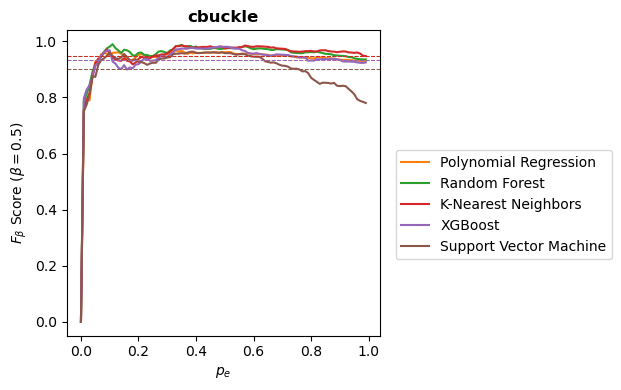 cbuckle
1.0
0.8
0.6
0.4
0.2
0.0
F_β Score (β = 0.5)
0.0 0.2 0.4 0.6 0.8 1.0
p_e
Polynomial Regression
Random Forest
K-Nearest Neighbors
XGBoost
Support Vector Machine